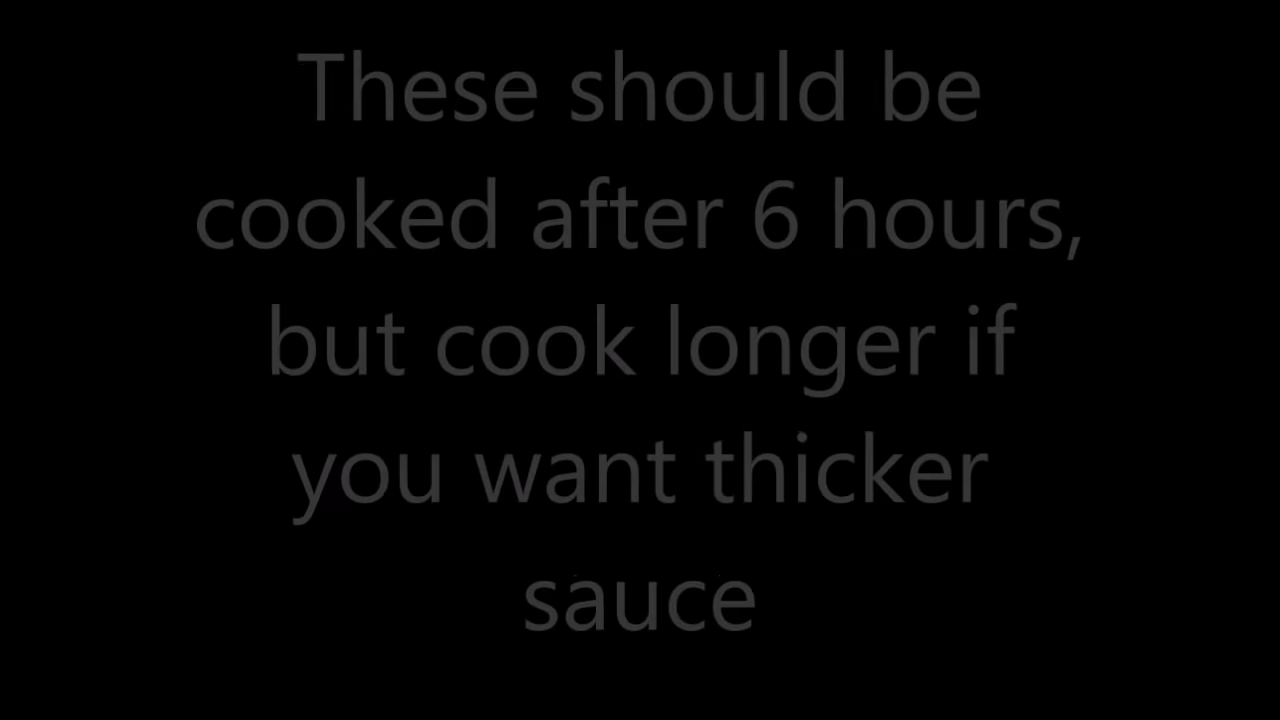 These should be
cooked after 6 hours,
but cook longer if
you want thicker
sauce